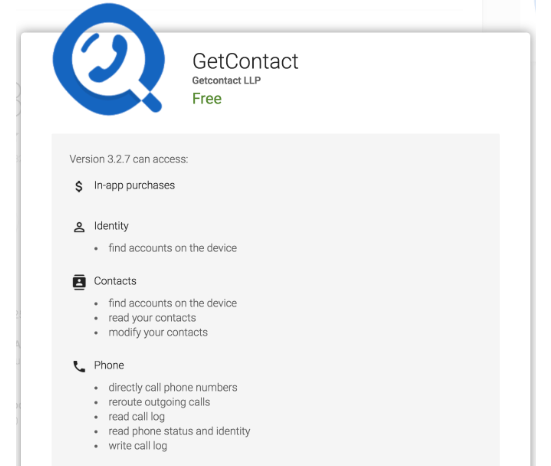 GetContact
Getcontact LLP
Free
Version 3.2.7 can access:
$ In-app purchases
Identity
• find accounts on the device
Contacts
• find accounts on the device
• read your contacts
• modify your contacts
Phone
• directly call phone numbers
• reroute outgoing calls
• read call log
• read phone status and identity
• write call log